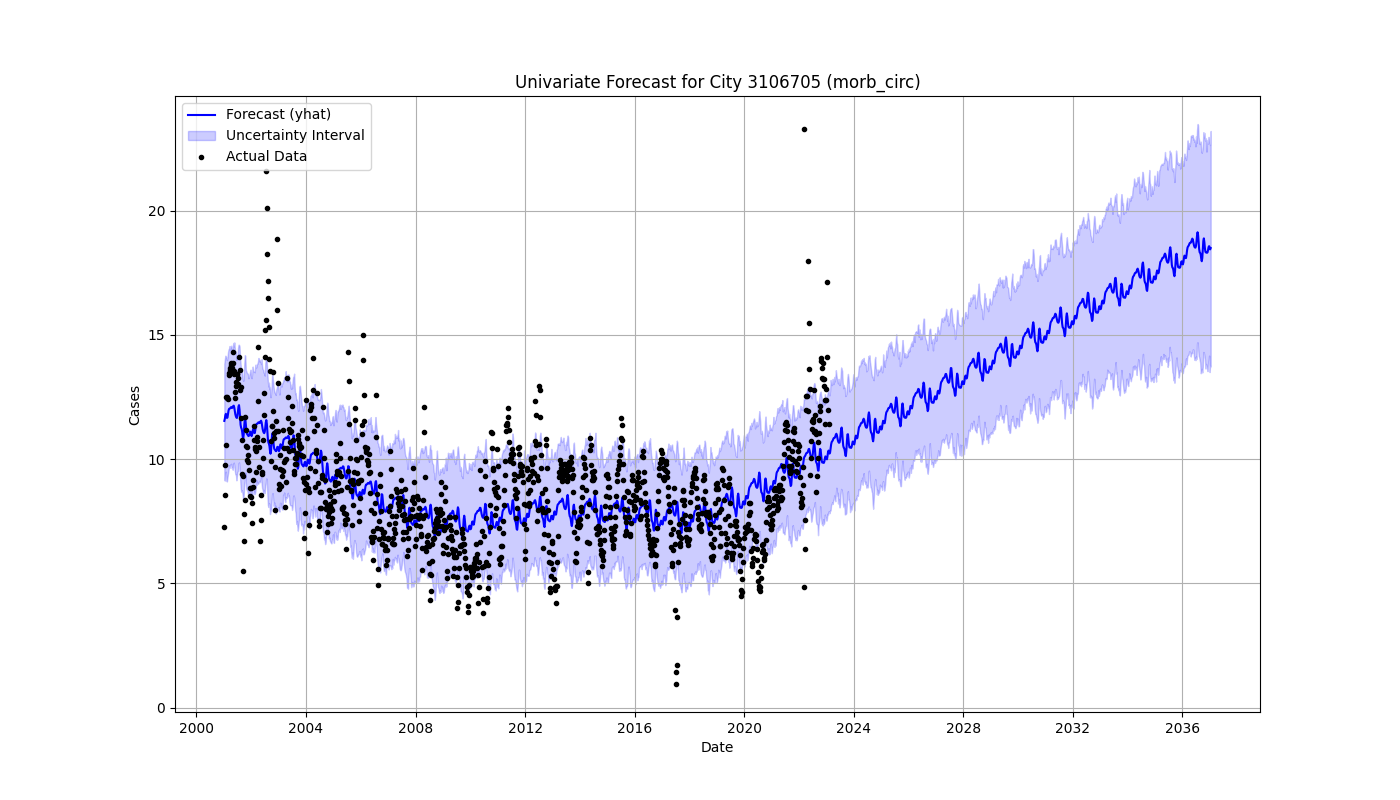 Univariate Forecast for City 3106705 (morb_circ)
Forecast (yhat)
Uncertainty Interval
Actual Data
Cases
20
15
10
5
0
2000 2004 2008 2012 2016 2020 2024 2028 2032 2036
Date